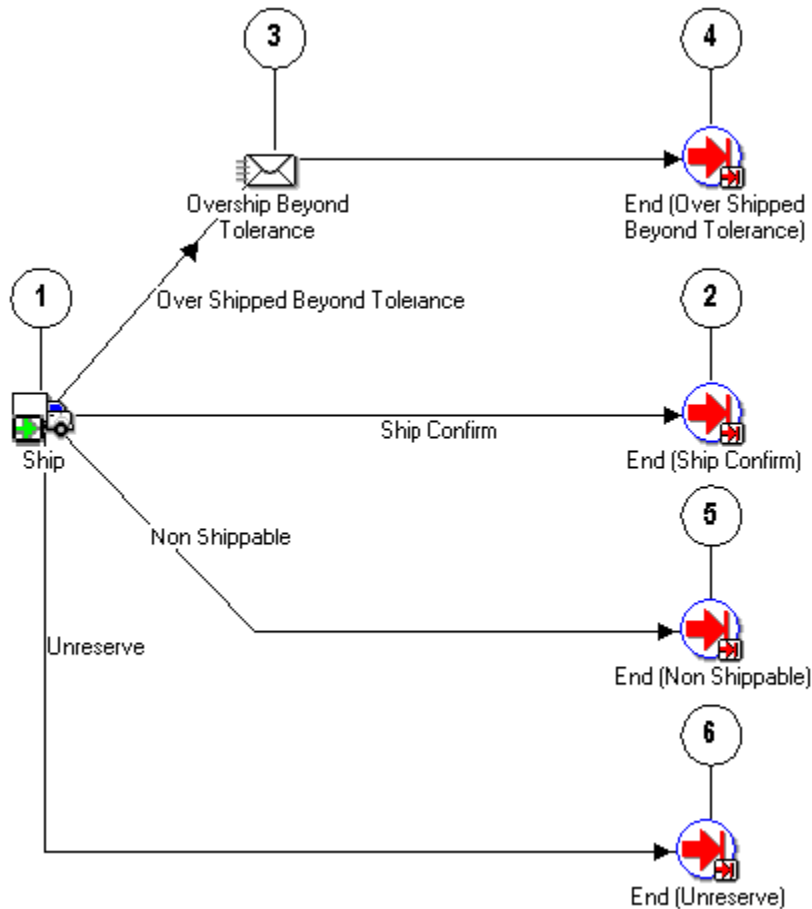 3
4
Overship Beyond
Tolerance
End (Over Shipped
Beyond Tolerance)
1
Over Shipped Beyond Tolerance
2
Ship
Ship Confirm
End (Ship Confirm)
5
Non Shippable
Unreserve
End (Non Shippable)
6
End (Unreserve)